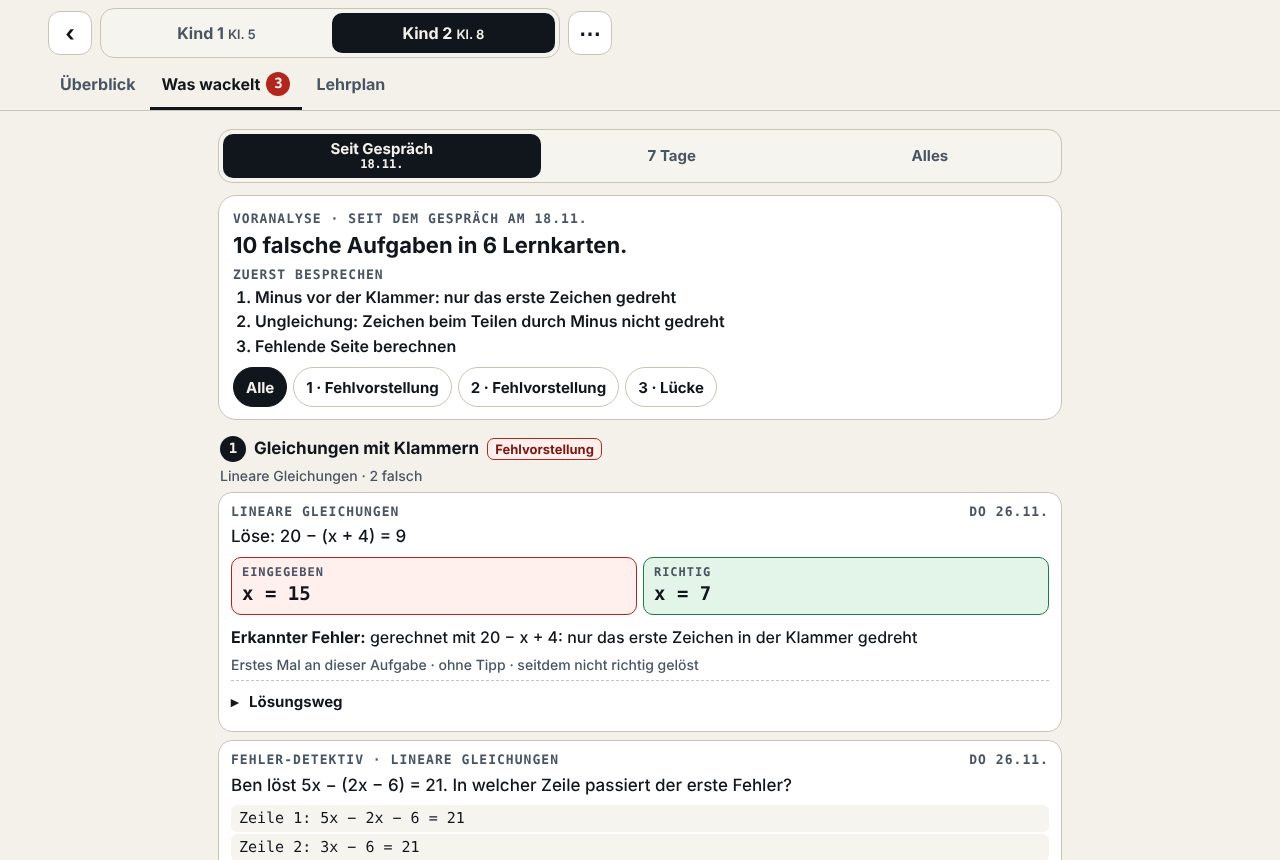 ‹
Kind 1 Kl. 5
Kind 2 Kl. 8
⋯
Überblick
Was wackelt 3
Lehrplan
Seit Gespräch
18.11.
7 Tage
Alles
VORANALYSE · SEIT DEM GESPRÄCH AM 18.11.
10 falsche Aufgaben in 6 Lernkarten.
ZUERST BESPRECHEN
1. Minus vor der Klammer: nur das erste Zeichen gedreht
2. Ungleichung: Zeichen beim Teilen durch Minus nicht gedreht
3. Fehlende Seite berechnen
Alle
1 · Fehlvorstellung
2 · Fehlvorstellung
3 · Lücke
1 Gleichungen mit Klammern Fehlvorstellung
Lineare Gleichungen · 2 falsch
LINEARE GLEICHUNGEN DO 26.11.
Löse: 20 − (x + 4) = 9
EINGEGEBEN
x = 15
RICHTIG
x = 7
Erkannter Fehler: gerechnet mit 20 − x + 4: nur das erste Zeichen in der Klammer gedreht
Erstes Mal an dieser Aufgabe · ohne Tipp · seitdem nicht richtig gelöst
▸ Lösungsweg
FEHLER-DETEKTIV · LINEARE GLEICHUNGEN DO 26.11.
Ben löst 5x − (2x − 6) = 21. In welcher Zeile passiert der erste Fehler?
Zeile 1: 5x − 2x − 6 = 21
Zeile 2: 3x − 6 = 21